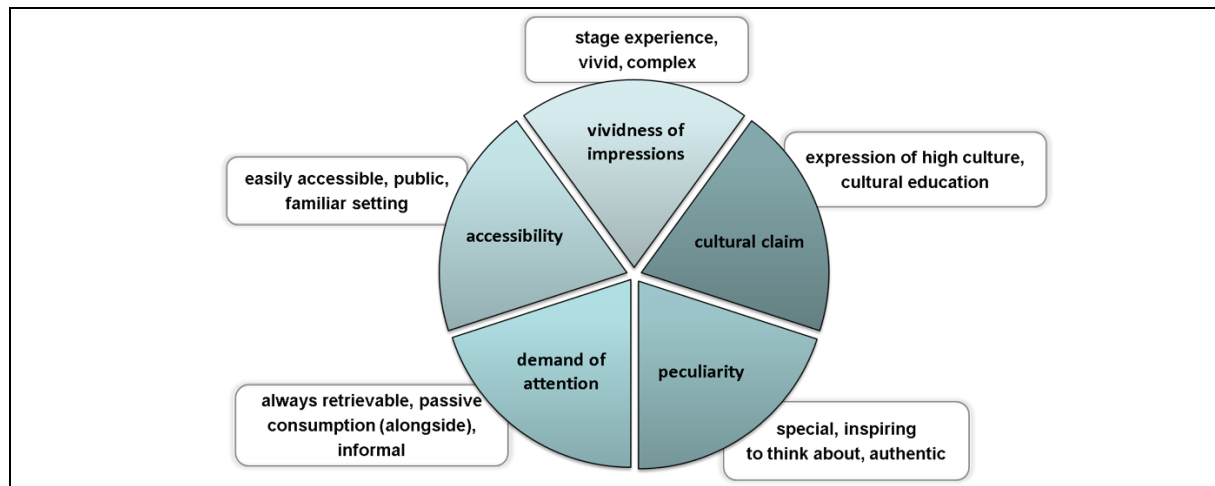 stage experience,
vivid, complex
vividness of
impressions
expression of high culture,
cultural education
cultural claim
easily accessible, public,
familiar setting
accessibility
demand of
attention
peculiarity
always retrievable, passive
consumption (alongside),
informal
special, inspiring
to think about, authentic